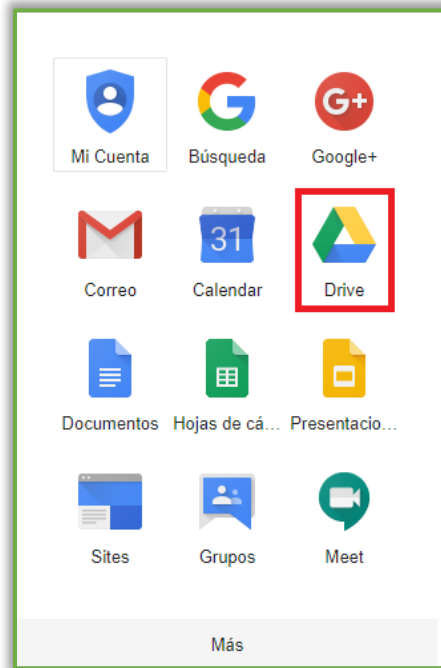 Mi Cuenta Búsqueda Google+
G+
31
Correo Calendar Drive
Documentos Hojas de cá... Presentacio...
Sites Grupos Meet
Más